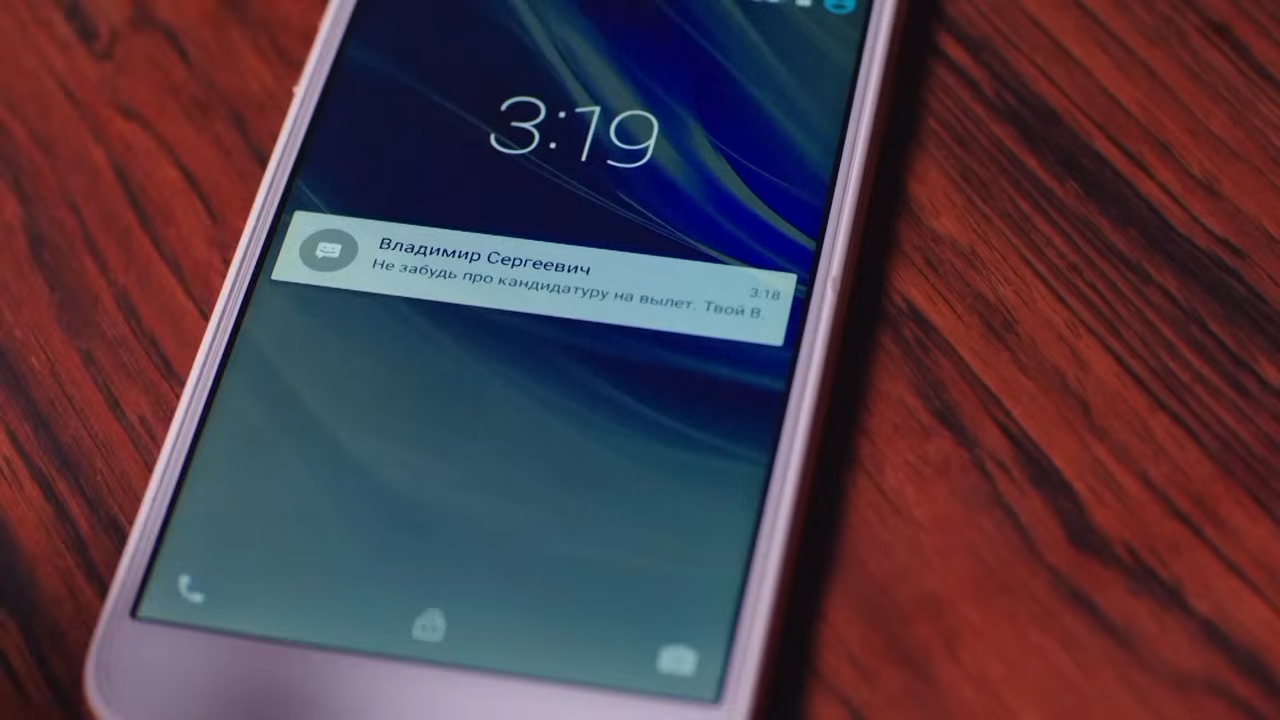 3:19
Владимир Сергеевич
Не забудь про кандидатуру на вылет. Твой В.
3:18